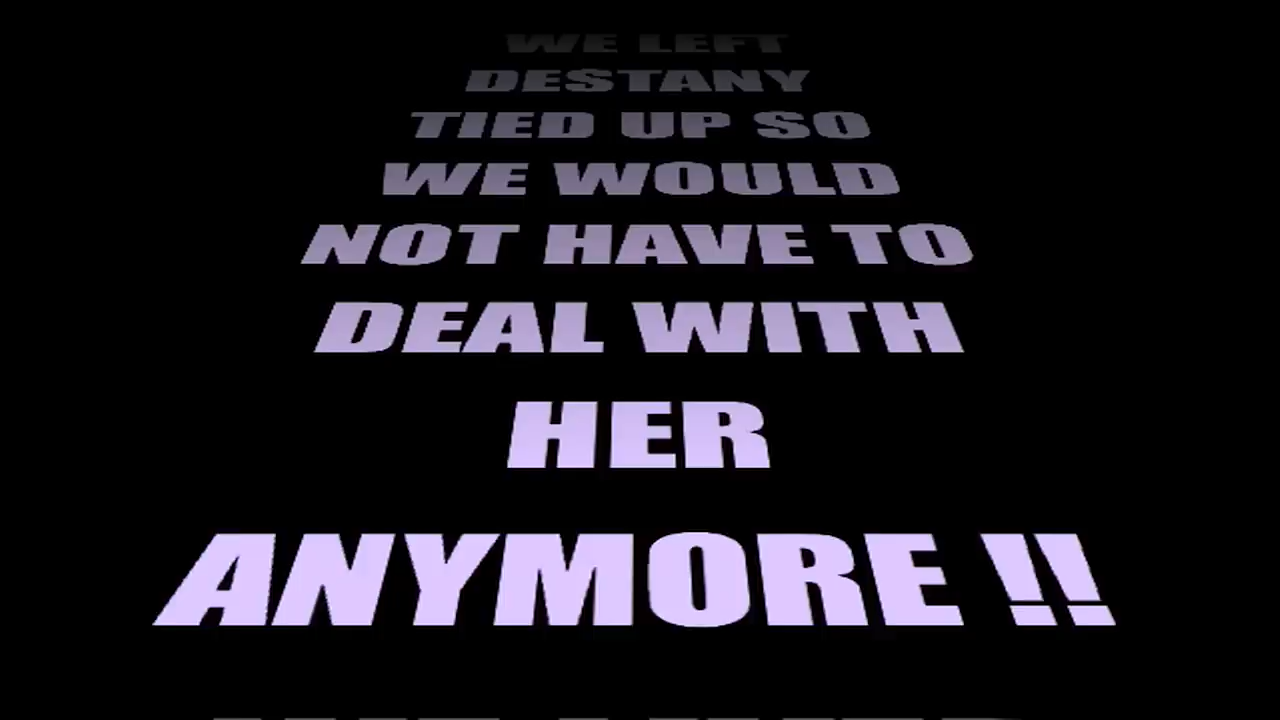 WE LEFT
DESTANY
TIED UP SO
WE WOULD
NOT HAVE TO
DEAL WITH
HER
ANYMORE !!